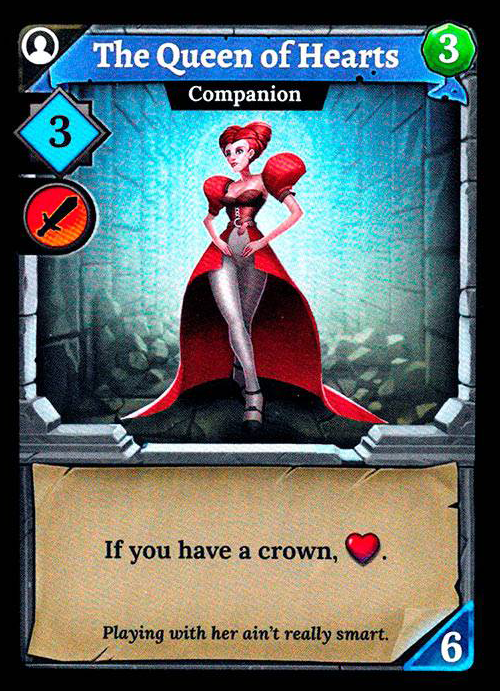 The Queen of Hearts
3
Companion
3
If you have a crown, ❤.
Playing with her ain't really smart.
6